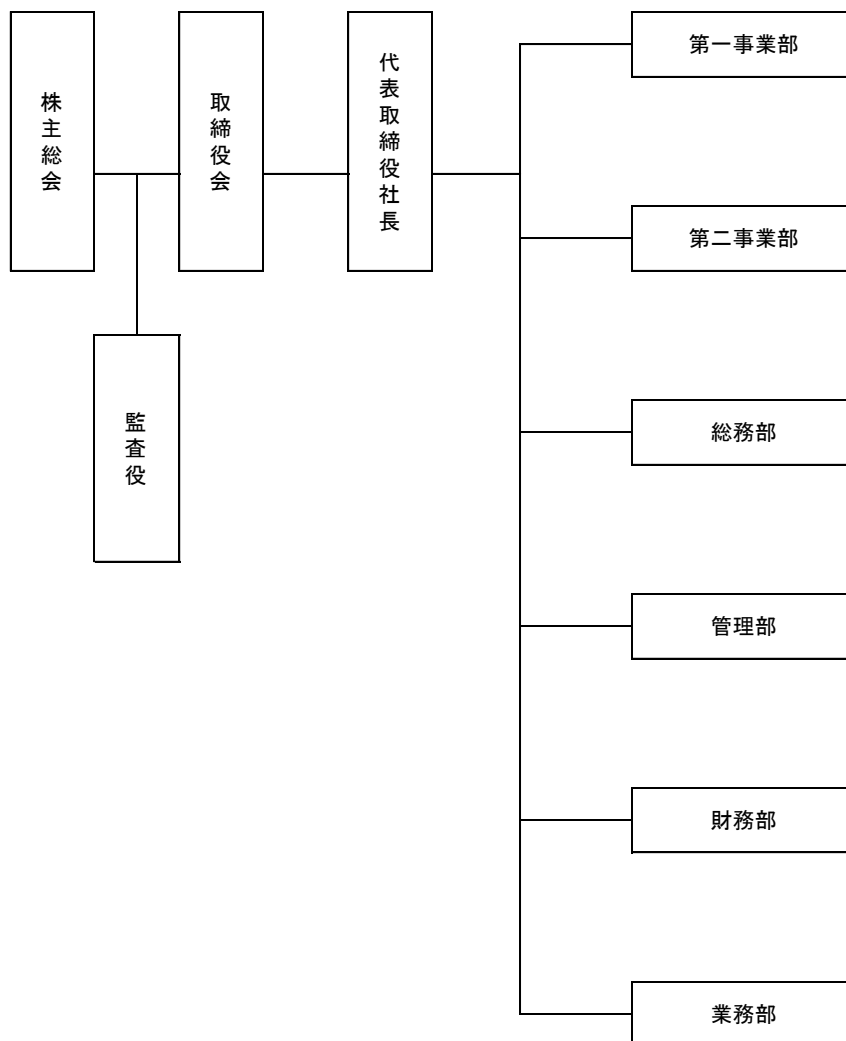 株主総会
取締役会
代表取締役社長
監査役
第一事業部
第二事業部
総務部
管理部
財務部
業務部